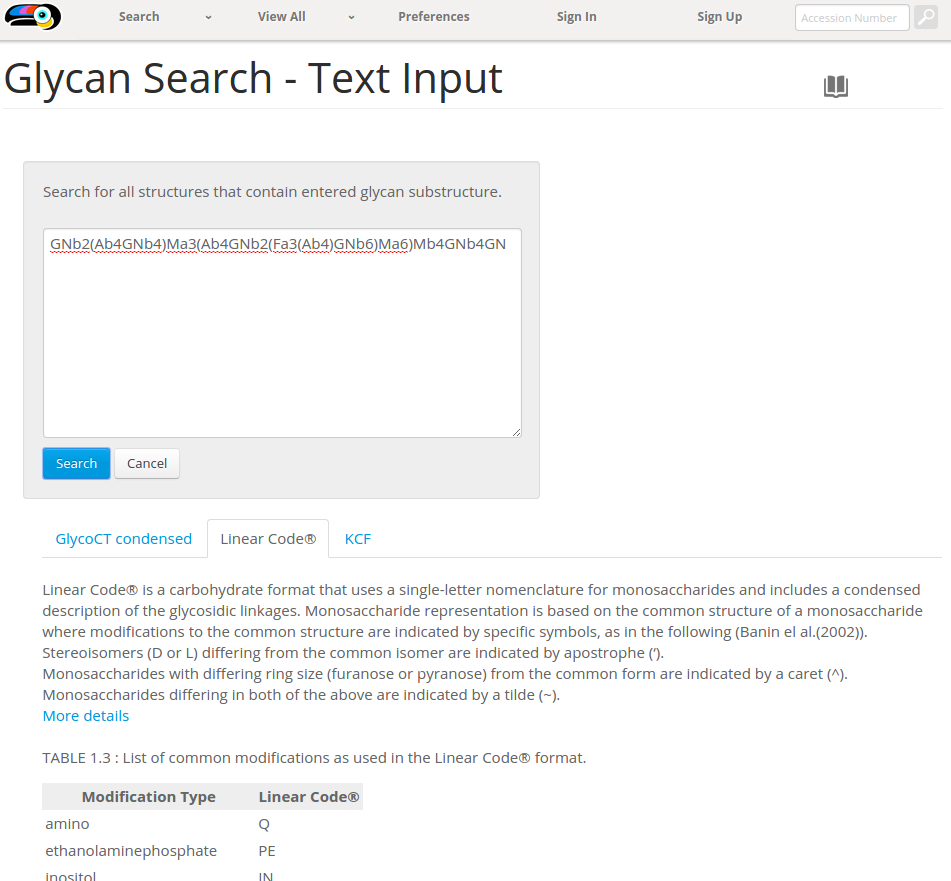 Search View All Preferences Sign In Sign Up Accession Number
Glycan Search - Text Input
Search for all structures that contain entered glycan substructure.
GNb2(Ab4GNb4)Ma3(Ab4GNb2(Fa3(Ab4)GNb6)Ma6)Mb4GNb4GN
Search Cancel
GlycoCT condensed Linear Code® KCF
Linear Code® is a carbohydrate format that uses a single-letter nomenclature for monosaccharides and includes a condensed
description of the glycosidic linkages. Monosaccharide representation is based on the common structure of a monosaccharide
where modifications to the common structure are indicated by specific symbols, as in the following (Banin el al.(2002)).
Stereoisomers (D or L) differing from the common isomer are indicated by apostrophe (‘).
Monosaccharides with differing ring size (furanose or pyranose) from the common form are indicated by a caret (^).
Monosaccharides differing in both of the above are indicated by a tilde (~).
More details
TABLE 1.3 : List of common modifications as used in the Linear Code® format.
Modification Type Linear Code®
amino Q
ethanolaminephosphate PE
inositol IN